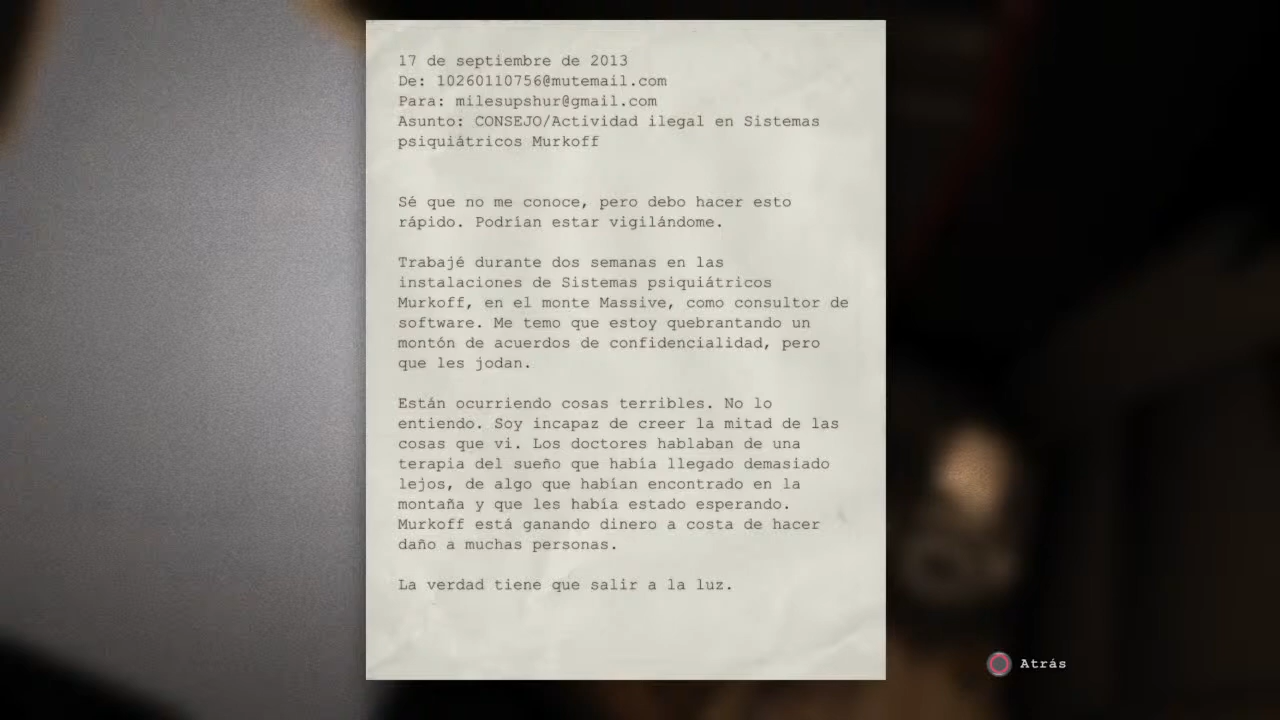 17 de septiembre de 2013
De: 10260110756@mutemail.com
Para: milesupshur@gmail.com
Asunto: CONSEJO/Actividad ilegal en Sistemas
psiquiátricos Murkoff
Sé que no me conoce, pero debo hacer esto
rápido. Podrían estar vigilándome.
Trabajé durante dos semanas en las
instalaciones de Sistemas psiquiátricos
Murkoff, en el monte Massive, como consultor de
software. Me temo que estoy quebrantando un
montón de acuerdos de confidencialidad, pero
que les jodan.
Están ocurriendo cosas terribles. No lo
entiendo. Soy incapaz de creer la mitad de las
cosas que vi. Los doctores hablaban de una
terapia del sueño que había llegado demasiado
lejos, de algo que habían encontrado en la
montaña y que les había estado esperando.
Murkoff está ganando dinero a costa de hacer
daño a muchas personas.
La verdad tiene que salir a la luz.
Atrás